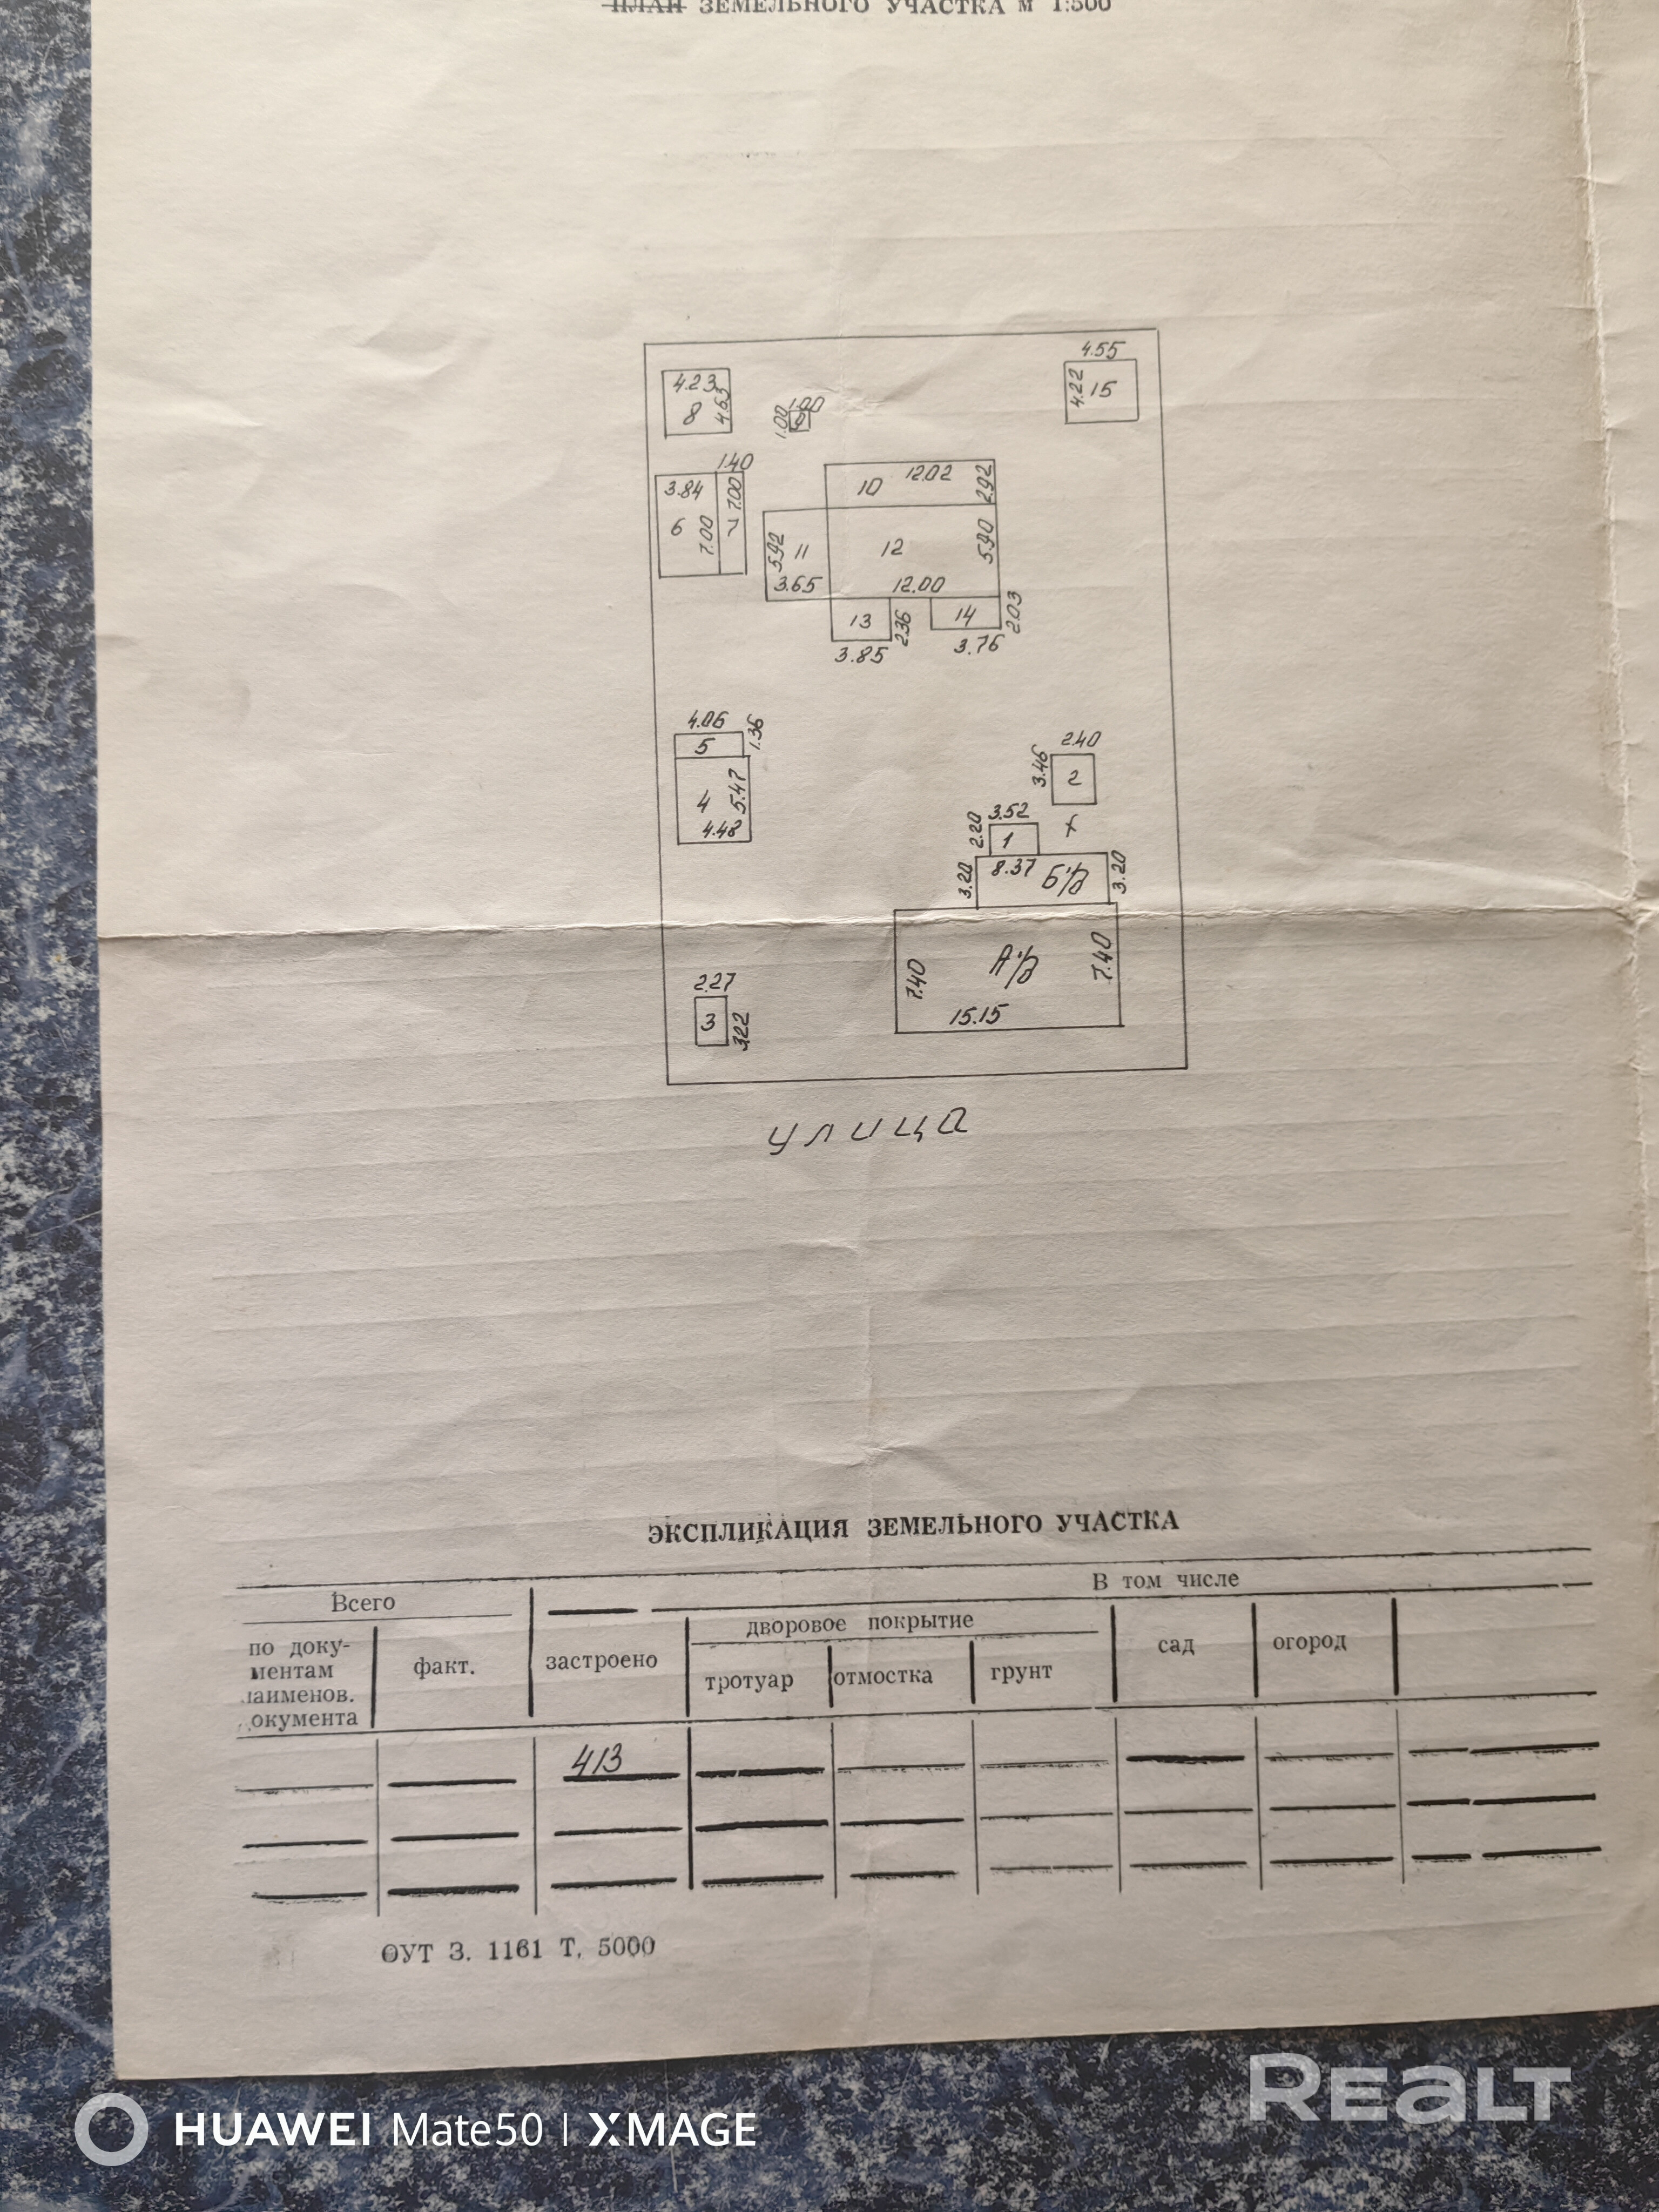 ПЛАН ЗЕМЕЛЬНОГО УЧАСТКА М 1:500
4.55
4.22 15
4.23
8 4.63
1.00
1.00
1.40
3.84 7.00
6 7.00 7
10 12.02 2.92
5.92 11 12 5.90
3.65 12.00
13 2.36 14 2.03
3.85 3.76
4.06 1.36
5
4 5.47
4.48
2.40
3.46 2
3.52
2.20 1
3.20 8.37 Б 3.20
7.40 А 7.40
15.15
2.27
3 3.22
улица
ЭКСПЛИКАЦИЯ ЗЕМЕЛЬНОГО УЧАСТКА
Всего В том числе
по доку-
ментам
наименов.
документа
факт. застроено дворовое покрытие сад огород
тротуар отмостка грунт
413
ОУТ З. 1161 Т. 5000
HUAWEI Mate50 | XMAGE
REALT